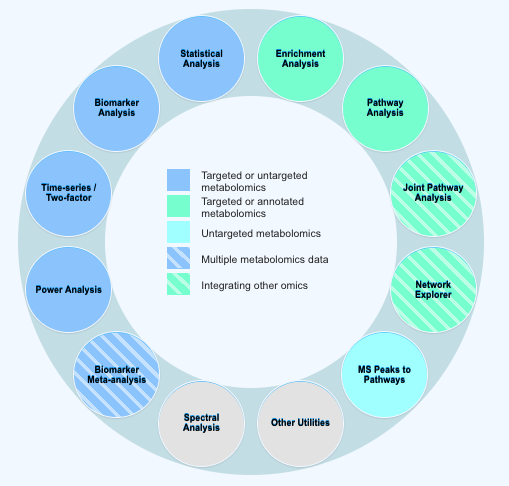 Statistical
Analysis
Enrichment
Analysis
Biomarker
Analysis
Pathway
Analysis
Time-series /
Two-factor
Joint Pathway
Analysis
Targeted or untargeted
metabolomics
Targeted or annotated
metabolomics
Untargeted metabolomics
Multiple metabolomics data
Integrating other omics
Power Analysis
Network
Explorer
Biomarker
Meta-analysis
MS Peaks to
Pathways
Spectral
Analysis
Other Utilities